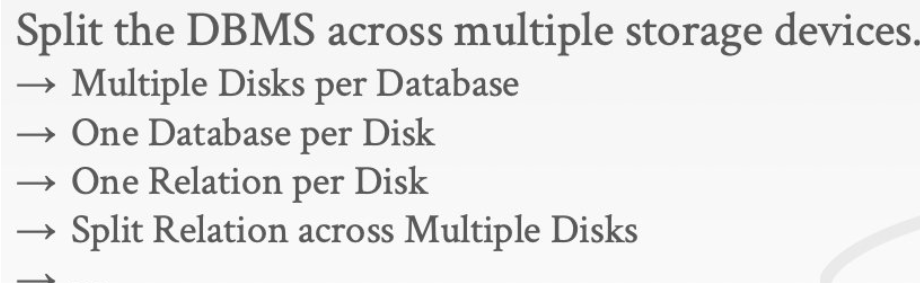 Split the DBMS across multiple storage devices.
→ Multiple Disks per Database
→ One Database per Disk
→ One Relation per Disk
→ Split Relation across Multiple Disks
→